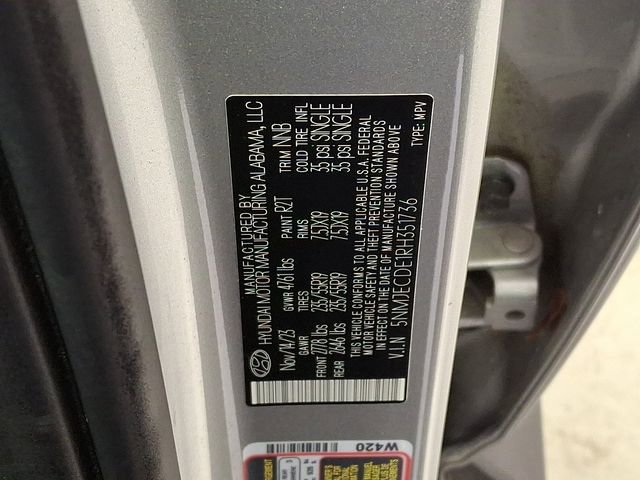 MANUFACTURED BY
HYUNDAI MOTOR MANUFACTURING ALABAMA, LLC
Nov/14/23 GVWR 4761 lbs PAINT R2T TRIM NNB
GAWR TIRES RIMS COLD TIRE INFL
FRONT 2778 lbs 235/55R19 7.5JX19 35 psi SINGLE
REAR 2646 lbs 235/55R19 7.5JX19 35 psi SINGLE
THIS VEHICLE CONFORMS TO ALL APPLICABLE U.S.A. FEDERAL
MOTOR VEHICLE SAFETY AND THEFT PREVENTION STANDARDS
IN EFFECT ON THE DATE OF MANUFACTURE SHOWN ABOVE
V.I.N 5NMJECDE1RH351736
TYPE: MPV
W420